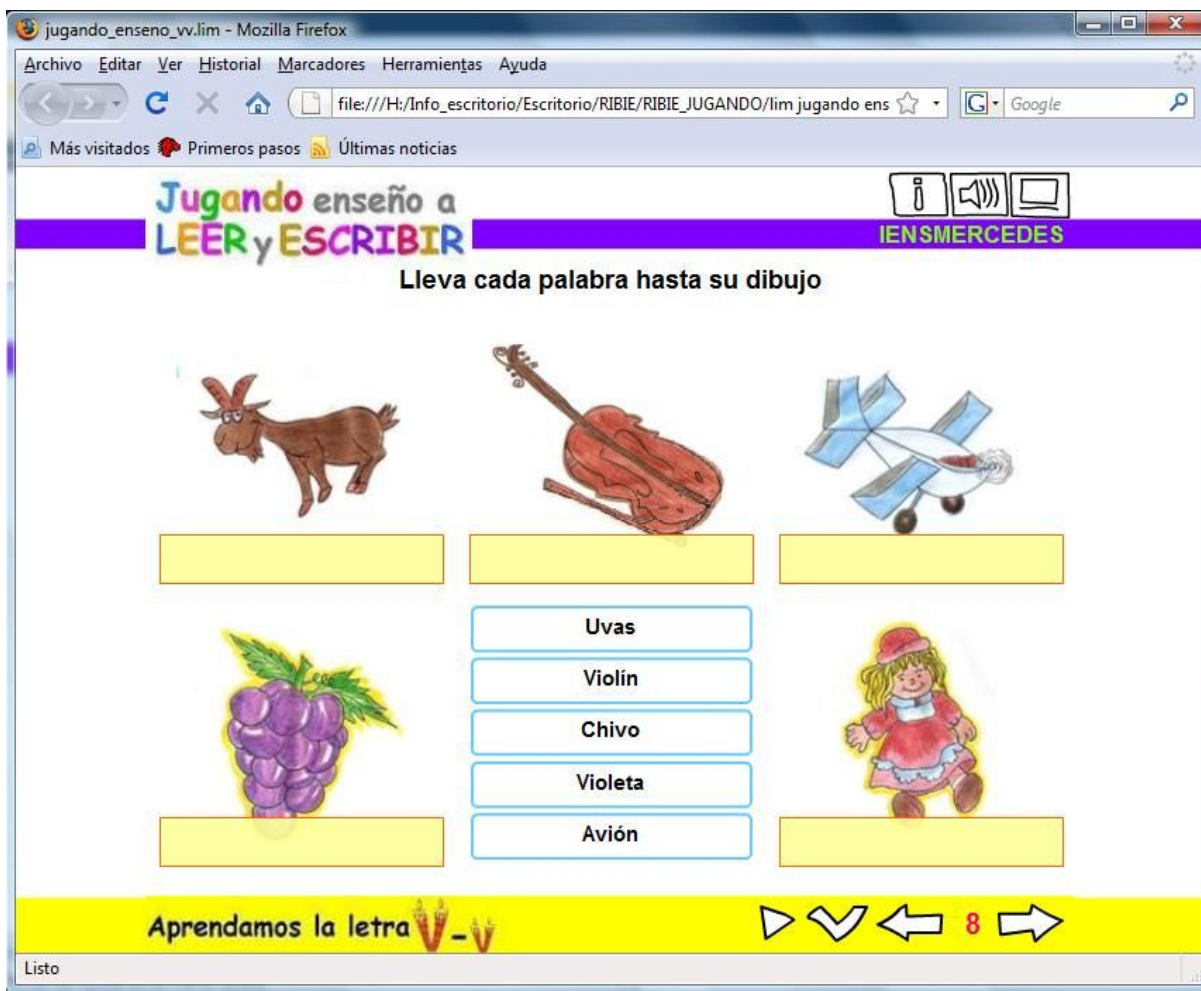 jugando_enseno_vv.lim - Mozilla Firefox
Archivo Editar Ver Historial Marcadores Herramientas Ayuda
file:///H:/Info_escritorio/Escritorio/RIBIE/RIBIE_JUGANDO/lim jugando ens
G Google
Más visitados Primeros pasos Últimas noticias
Jugando enseño a
LEER y ESCRIBIR
i
IENSMERCEDES
Lleva cada palabra hasta su dibujo
Uvas
Violín
Chivo
Violeta
Avión
Aprendamos la letra V - v
8
Listo